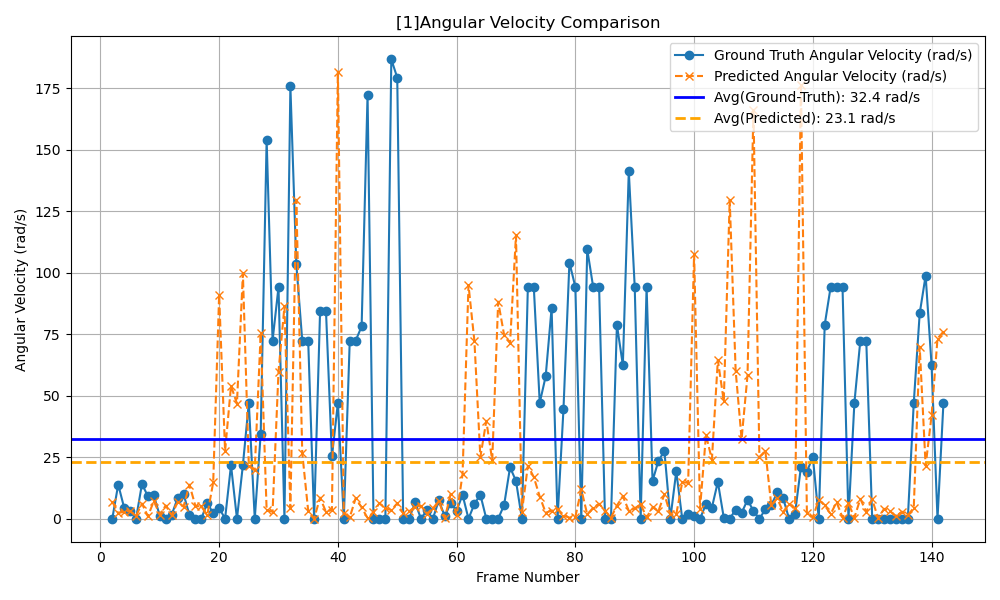 [1]Angular Velocity Comparison
Ground Truth Angular Velocity (rad/s)
Predicted Angular Velocity (rad/s)
Avg(Ground-Truth): 32.4 rad/s
Avg(Predicted): 23.1 rad/s
Angular Velocity (rad/s)
175
150
125
100
75
50
25
0
0 20 40 60 80 100 120 140
Frame Number